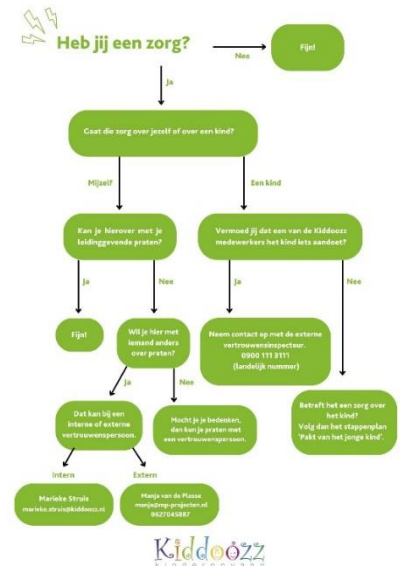 Heb jij een zorg?
Nee
Fijn!
Ja
Gaat die zorg over jezelf of over een kind?
Mijzelf
Een kind
Kan je hierover met je
leidinggevende praten?
Vermoed jij dat een van de Kiddoozz
medewerkers het kind iets aandoet?
Ja
Nee
Ja
Nee
Fijn!
Wil je hier met
iemand anders
over praten?
Neem contact op met de externe
vertrouwensinspecteur.
0900 111 3111
(landelijk nummer)
Ja
Nee
Dat kan bij een
interne of externe
vertrouwenspersoon.
Mocht je je bedenken,
dan kun je praten met
een vertrouwenspersoon.
Betreft het een zorg over
het kind?
Volg dan het stappenplan
'Pakt van het jonge kind'.
Intern
Extern
Marieke Struis
marieke.struis@kiddoozz.nl
Manja van de Plasse
manja@mp-projecten.nl
0627045887
Kiddoozz
kinderopvang